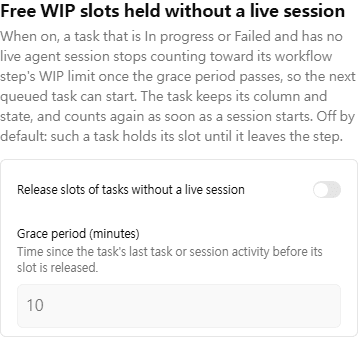 Free WIP slots held without a live session
When on, a task that is In progress or Failed and has no
live agent session stops counting toward its workflow
step's WIP limit once the grace period passes, so the next
queued task can start. The task keeps its column and
state, and counts again as soon as a session starts. Off by
default: such a task holds its slot until it leaves the step.
Release slots of tasks without a live session
Grace period (minutes)
Time since the task's last task or session activity before its
slot is released.
10